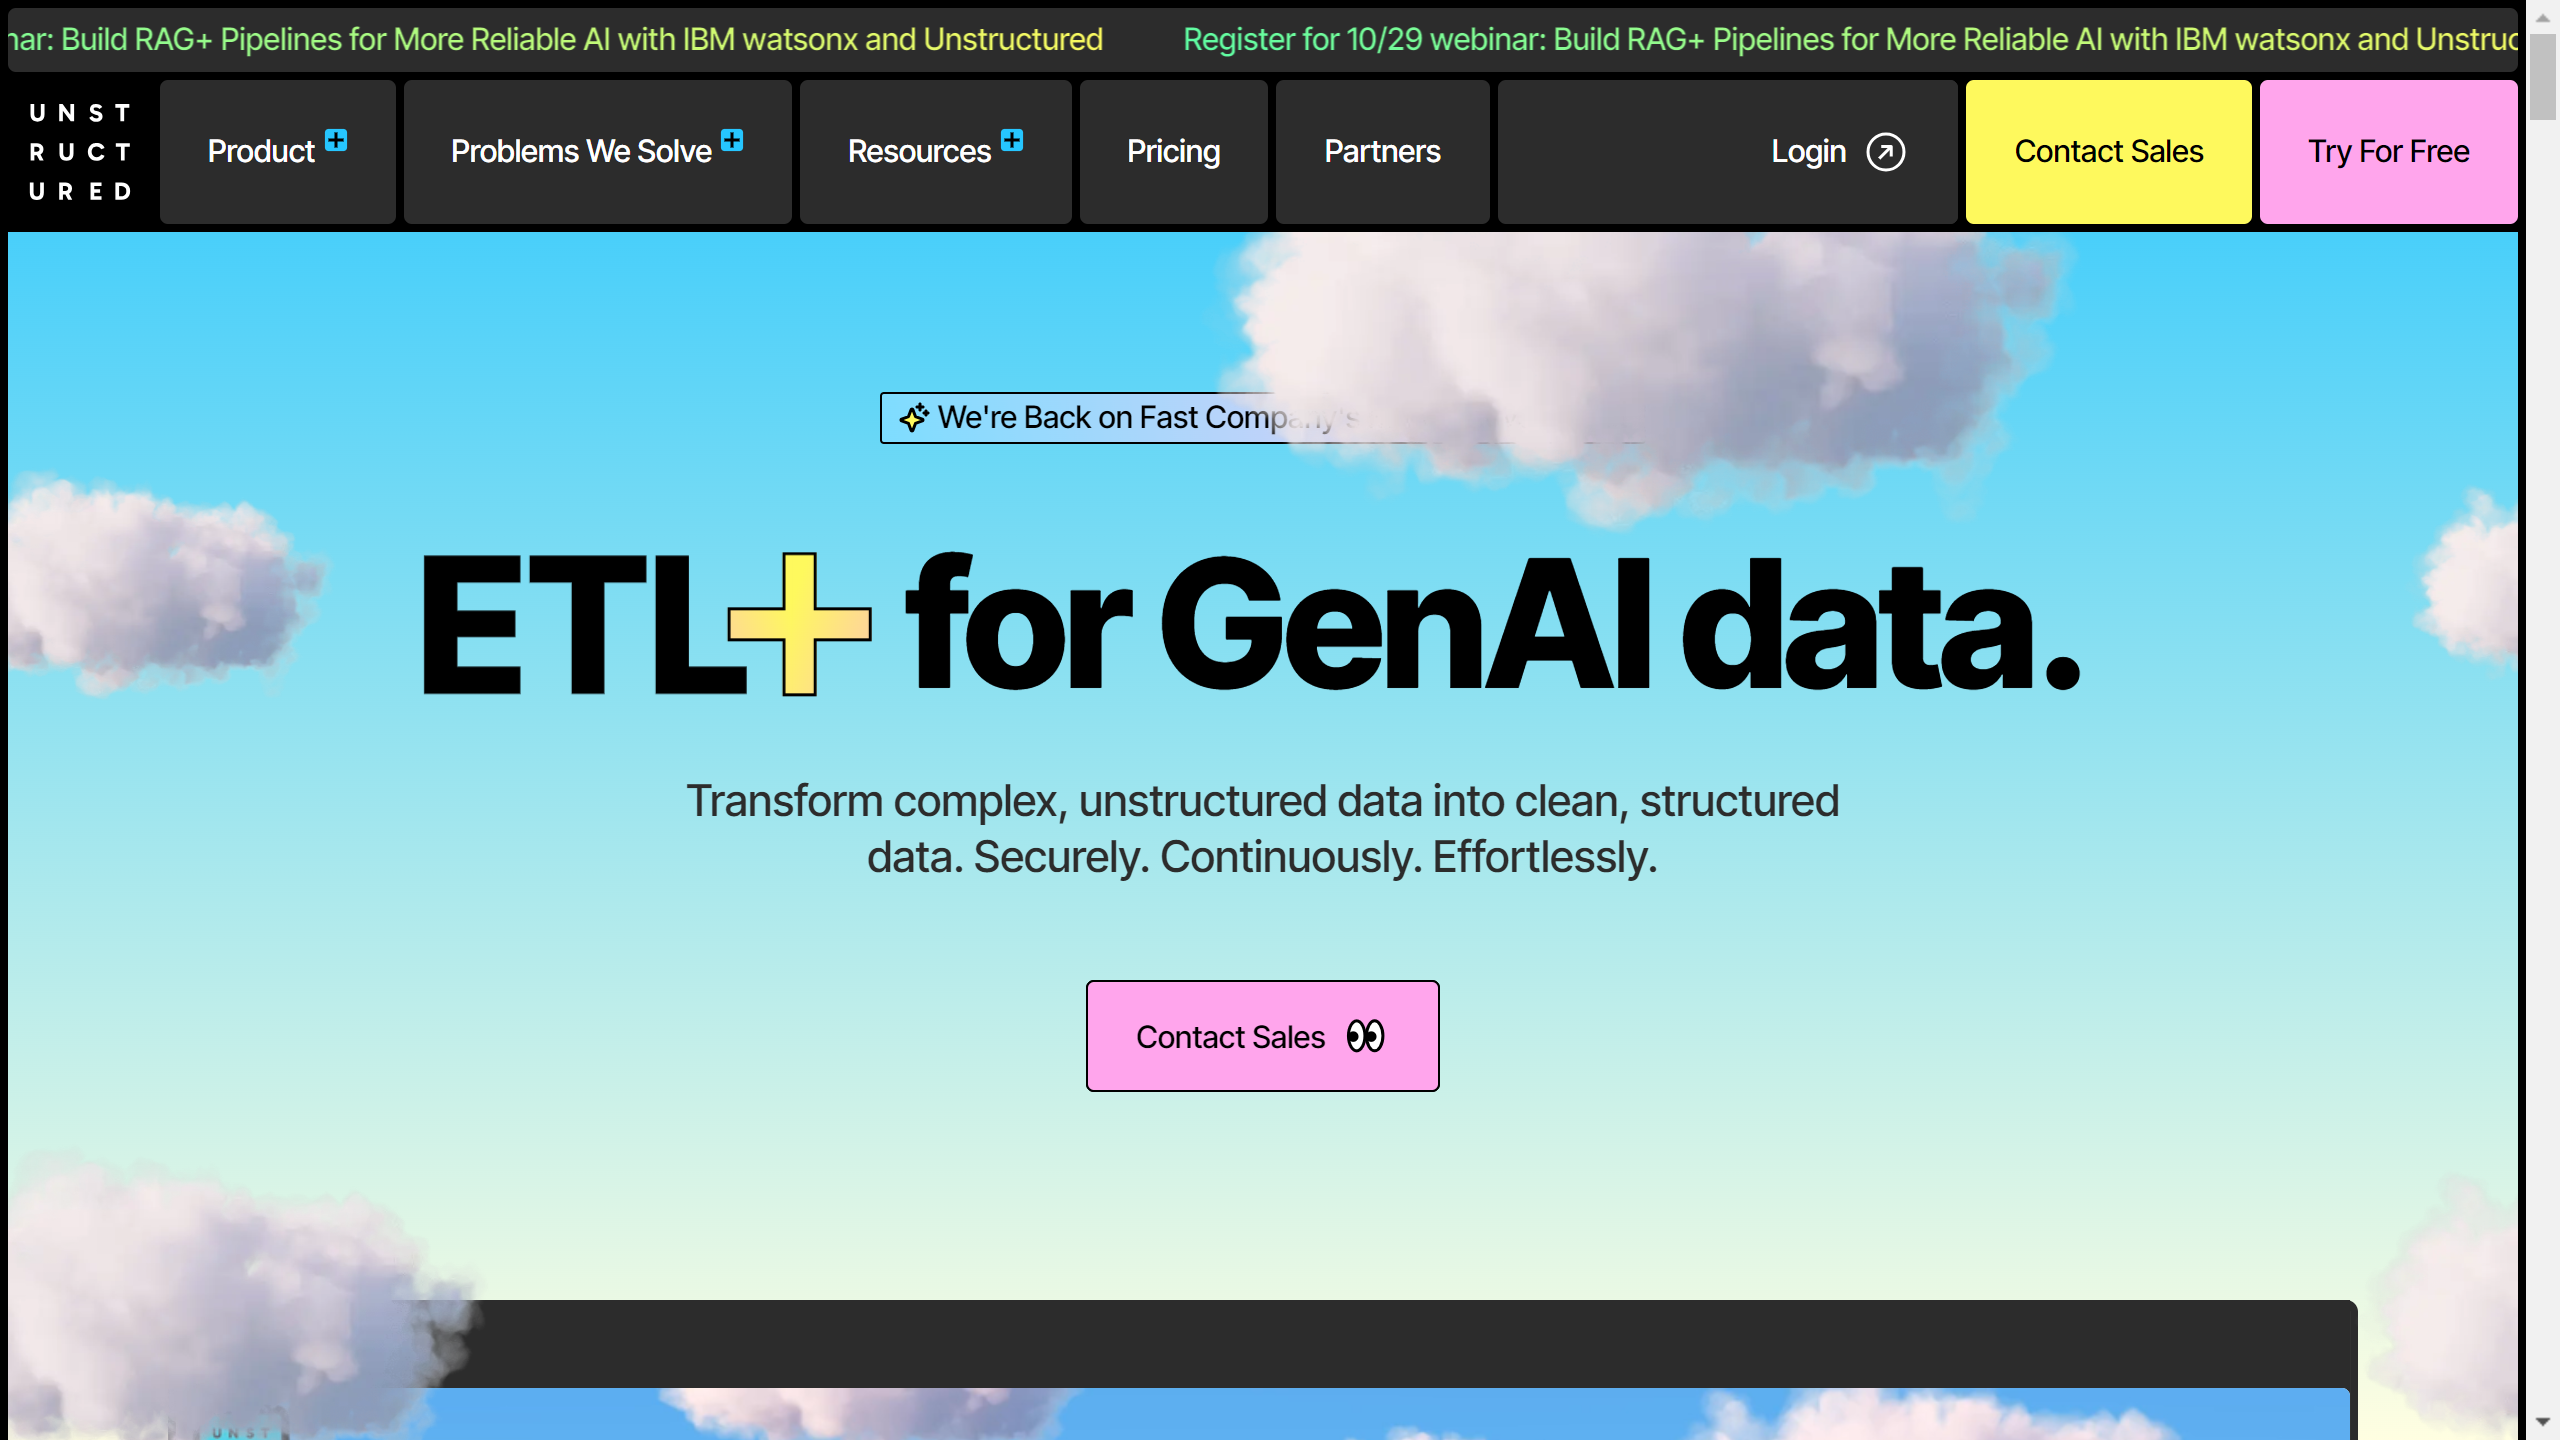 nar: Build RAG+ Pipelines for More Reliable AI with IBM watsonx and Unstructured Register for 10/29 webinar: Build RAG+ Pipelines for More Reliable AI with IBM watsonx and Unstruc
UNST
RUCT
URED
Product Problems We Solve Resources Pricing Partners Login Contact Sales Try For Free
We're Back on Fast Company's
ETL+ for GenAI data.
Transform complex, unstructured data into clean, structured
data. Securely. Continuously. Effortlessly.
Contact Sales
UNST